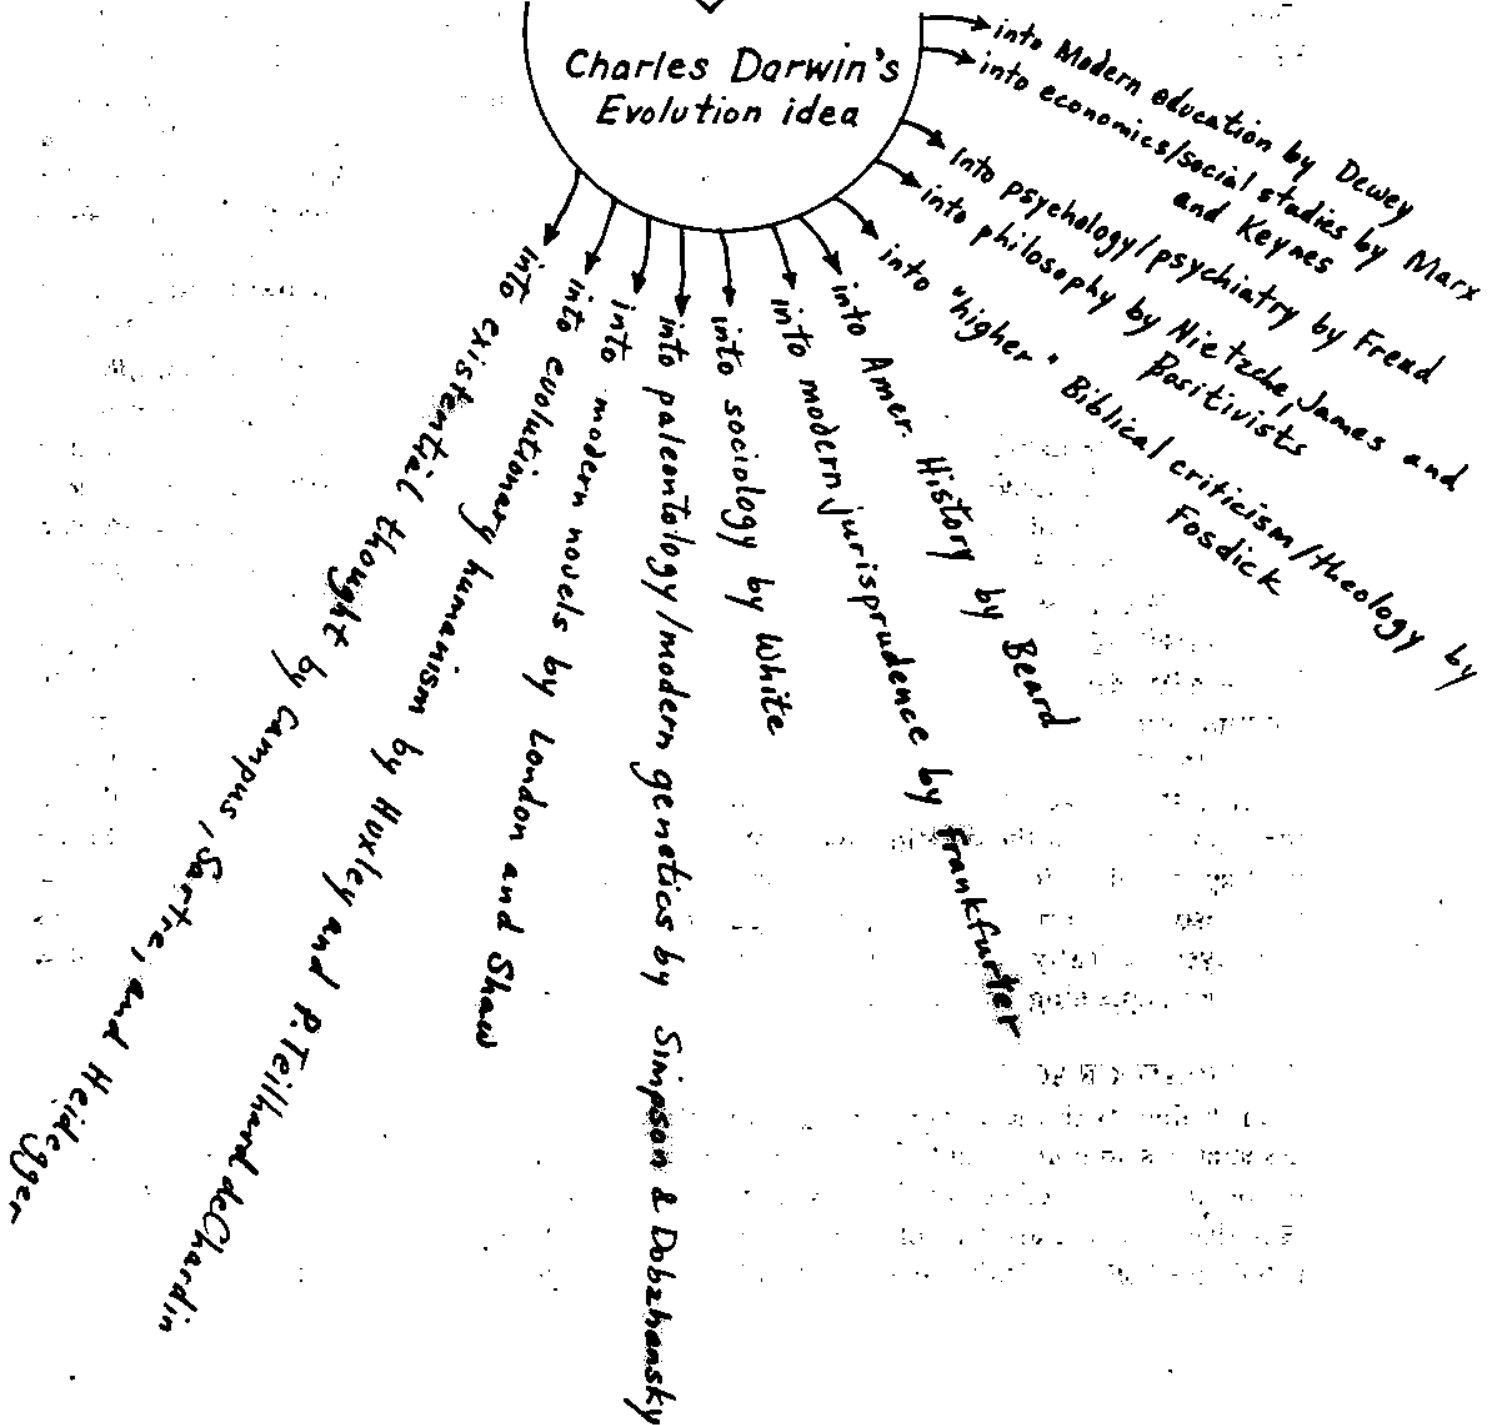 Charles Darwin's
Evolution idea
into Modern education by Dewey
into economics/social studies by Marx
and Keynes
into psychology/psychiatry by Freud
into philosophy by Nietzche, James and
Positivists
into "higher" Biblical criticism/theology by
Fosdick
into Amer. History by Beard
into modern jurisprudence by Frankfurter
into sociology by White
into paleontology/modern genetics by Simpson & Dobzhansky
into modern novels by London and Shaw
into evolutionary humanism by Huxley and P. Teilhard deChardin
into existential thought by Campus, Sartre, and Heidegger